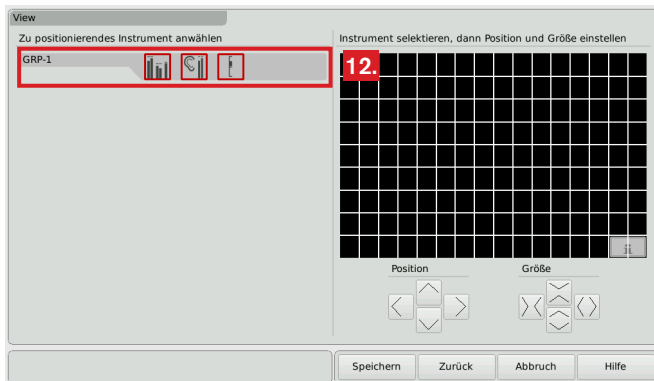 View
Zu positionierendes Instrument anwählen
Instrument selektieren, dann Position und Größe einstellen
GRP-1
12.
Position
Größe
Speichern
Zurück
Abbruch
Hilfe